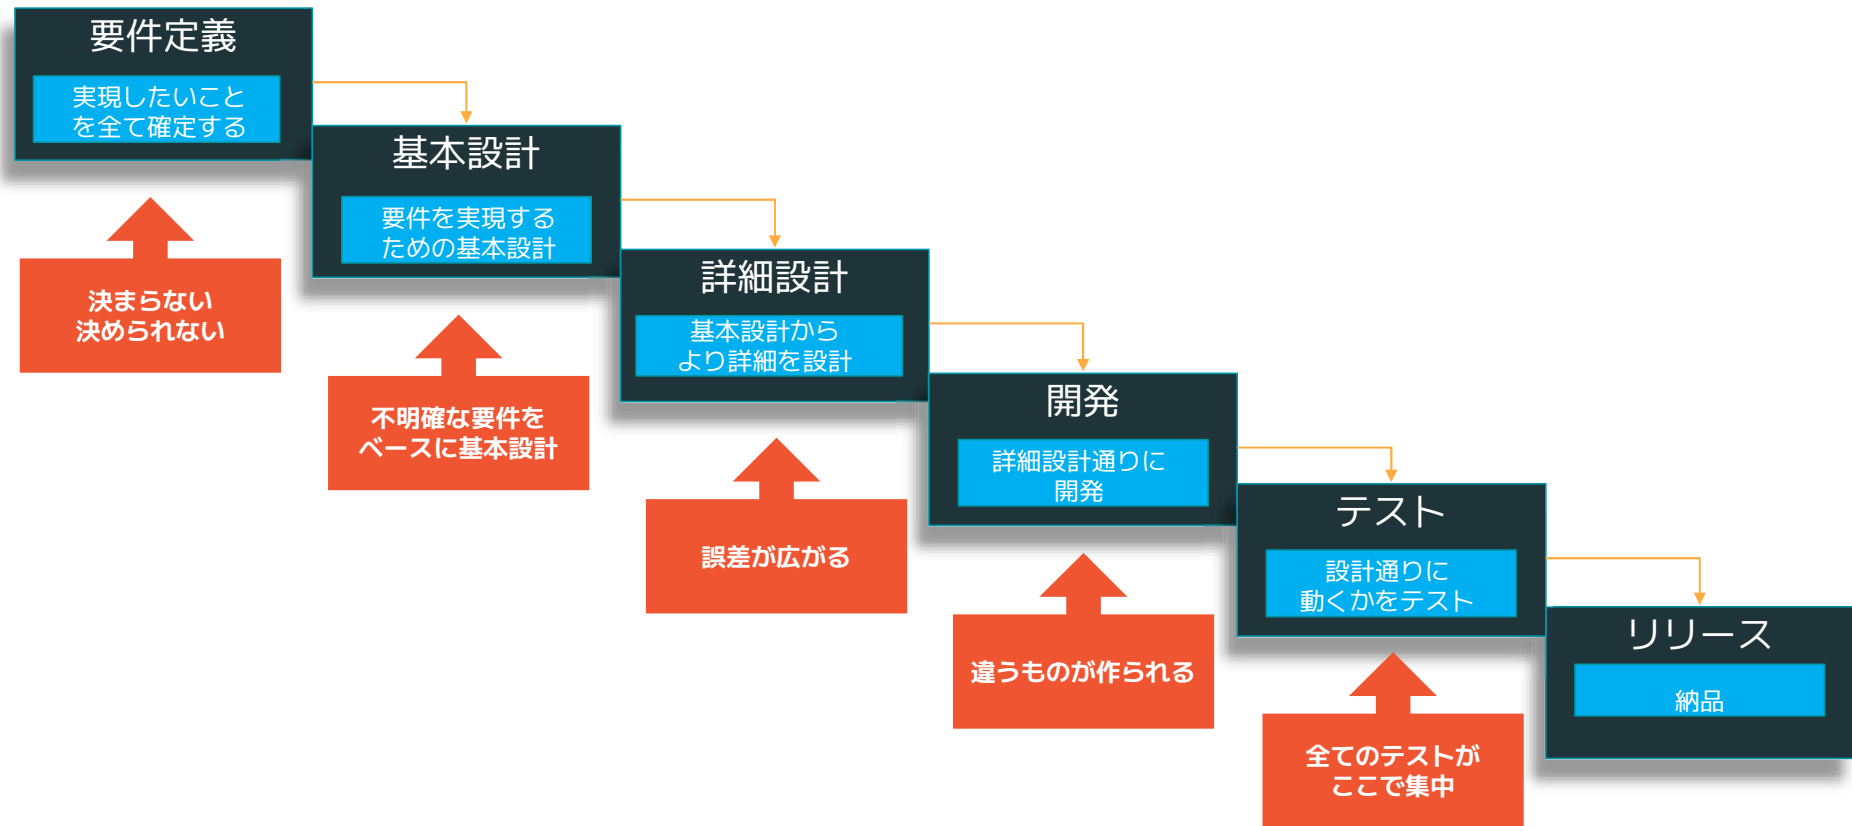 要件定義
実現したいこと
を全て確定する
決まらない
決められない
基本設計
要件を実現する
ための基本設計
不明確な要件を
ベースに基本設計
詳細設計
基本設計から
より詳細を設計
誤差が広がる
開発
詳細設計通りに
開発
違うものが作られる
テスト
設計通りに
動くかをテスト
全てのテストが
ここで集中
リリース
納品